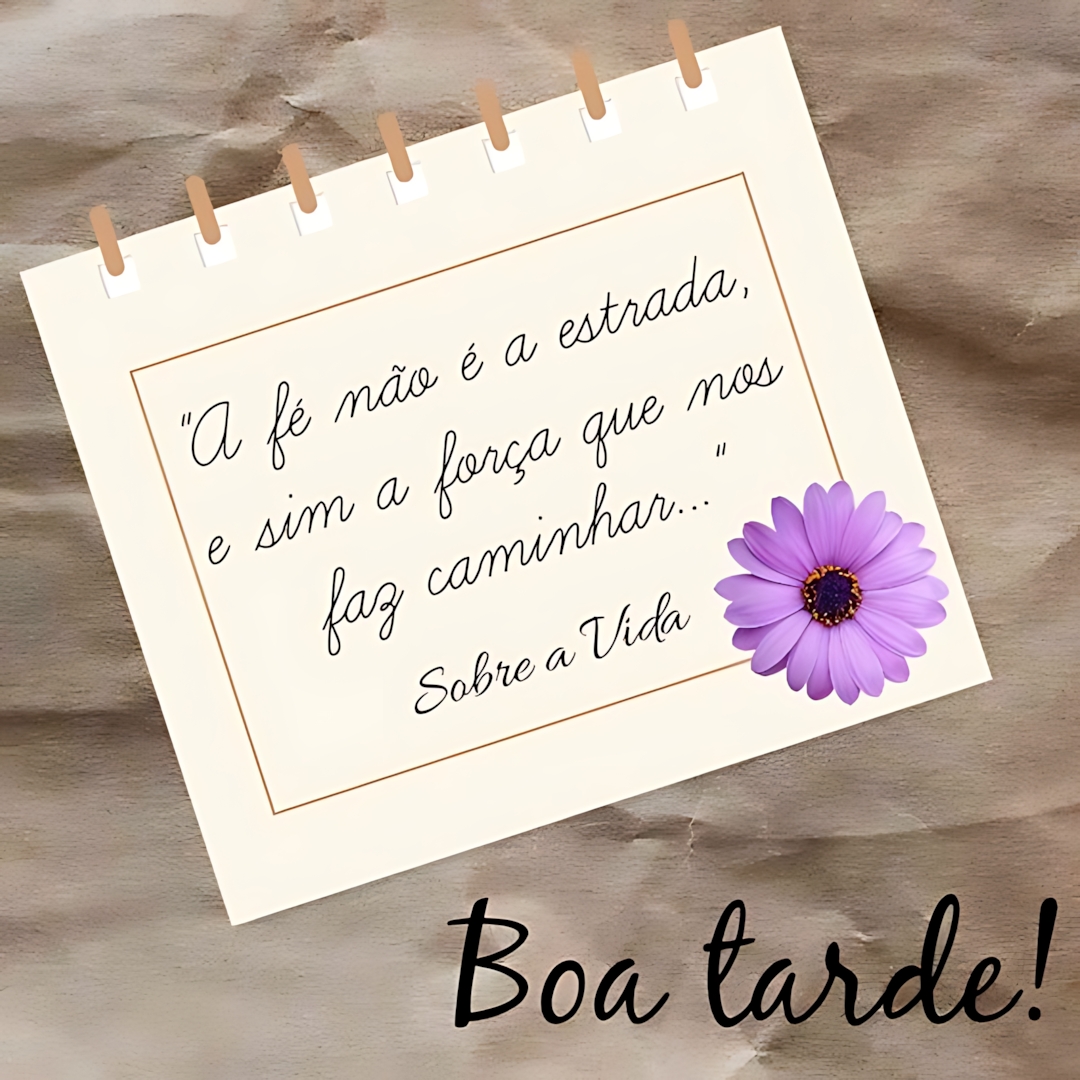 "A fé não é a estrada,
e sim a força que nos
faz caminhar... "
Sobre a Vida
Boa tarde!